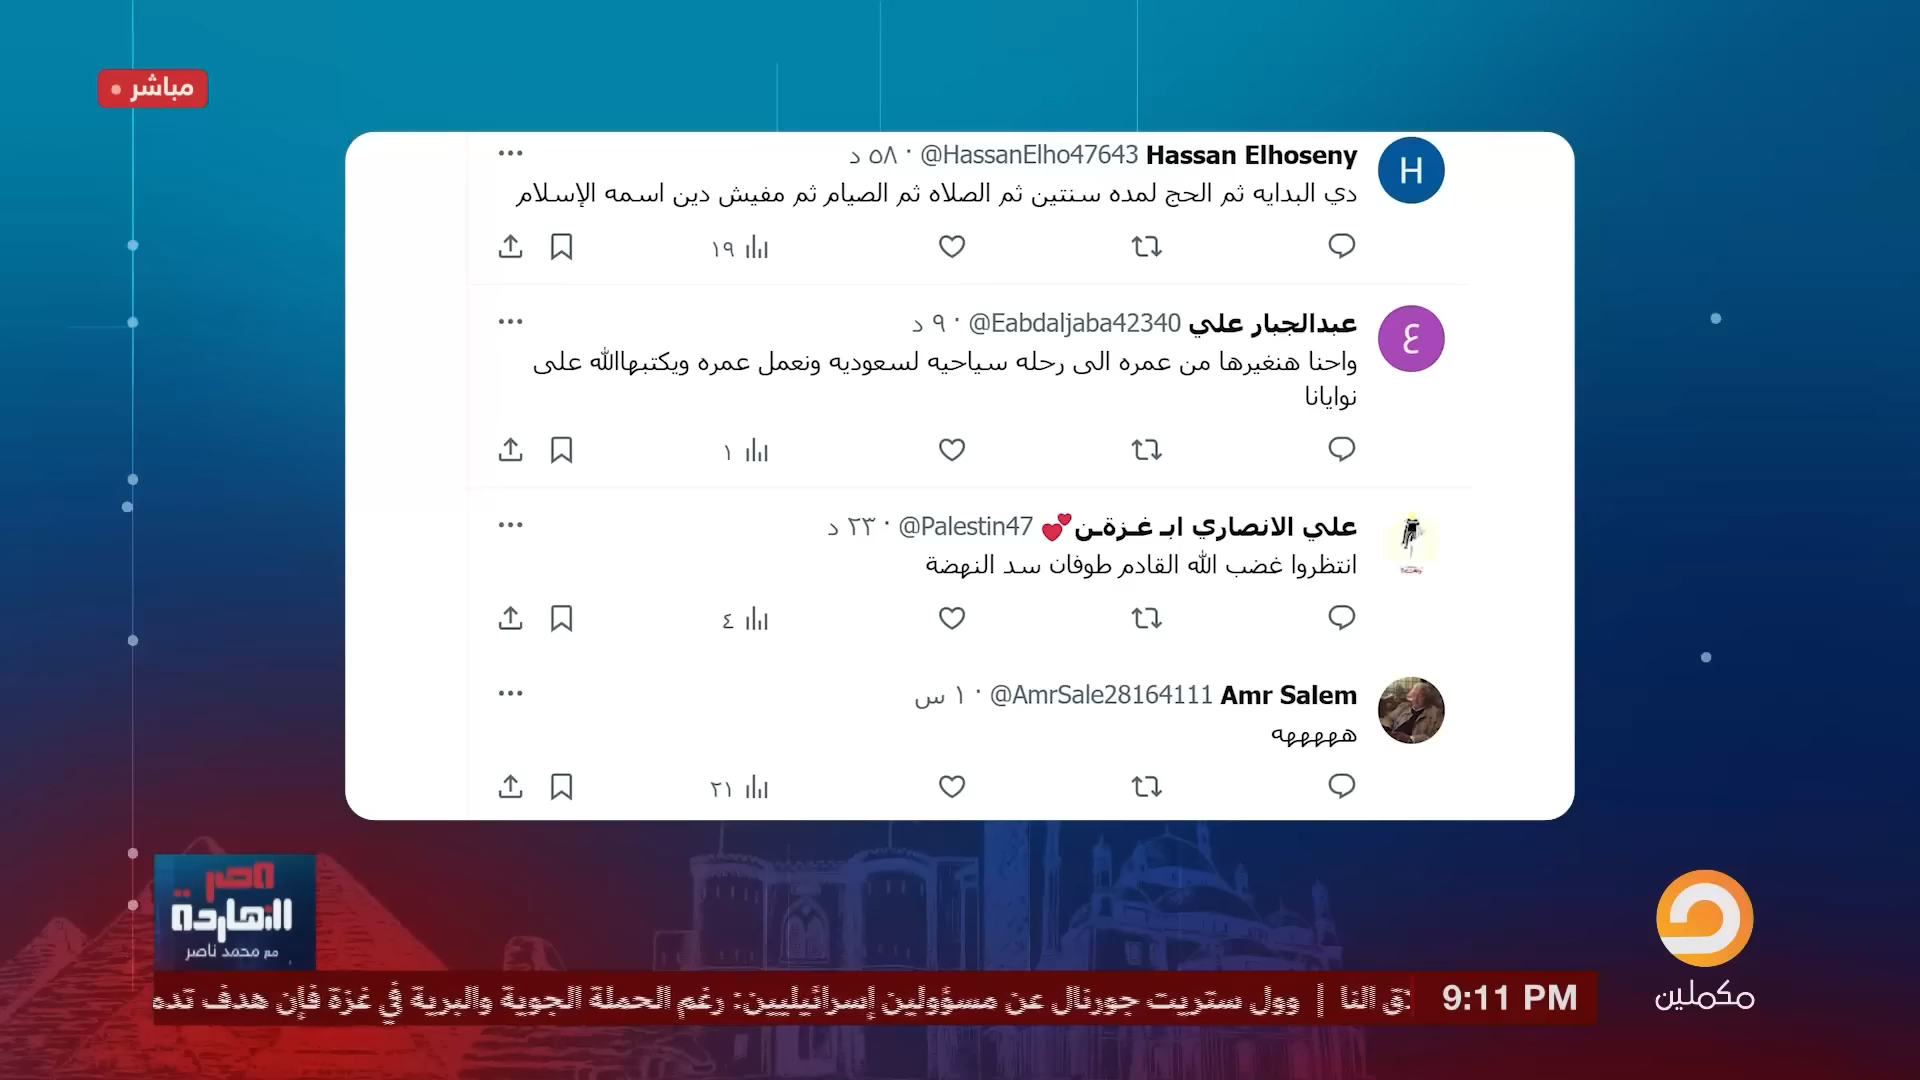 مباشر
Hassan Elhoseny @HassanElho47643 · ٥٨ د
H
دي البدايه ثم الحج لمده سنتين ثم الصلاه ثم الصيام ثم مفيش دين اسمه الإسلام
١٩
عبدالجبار علي @Eabdaljaba42340 · ٩ د
ع
واحنا هنغيرها من عمره الى رحله سياحيه لسعوديه ونعمل عمره ويكتبهاالله على
نوايانا
١
علي الانصاري ابـ غـزةـن💕 @Palestin47 · ٢٣ د
انتظروا غضب الله القادم طوفان سد النهضة
٤
Amr Salem @AmrSale28164111 · ١ س
هههههه
٢١
مصر
النهاردة
مع محمد ناصر
مكملين
9:11 PM
ق النا | وول ستريت جورنال عن مسؤولين إسرائيليين: رغم الحملة الجوية والبرية في غزة فإن هدف تدم